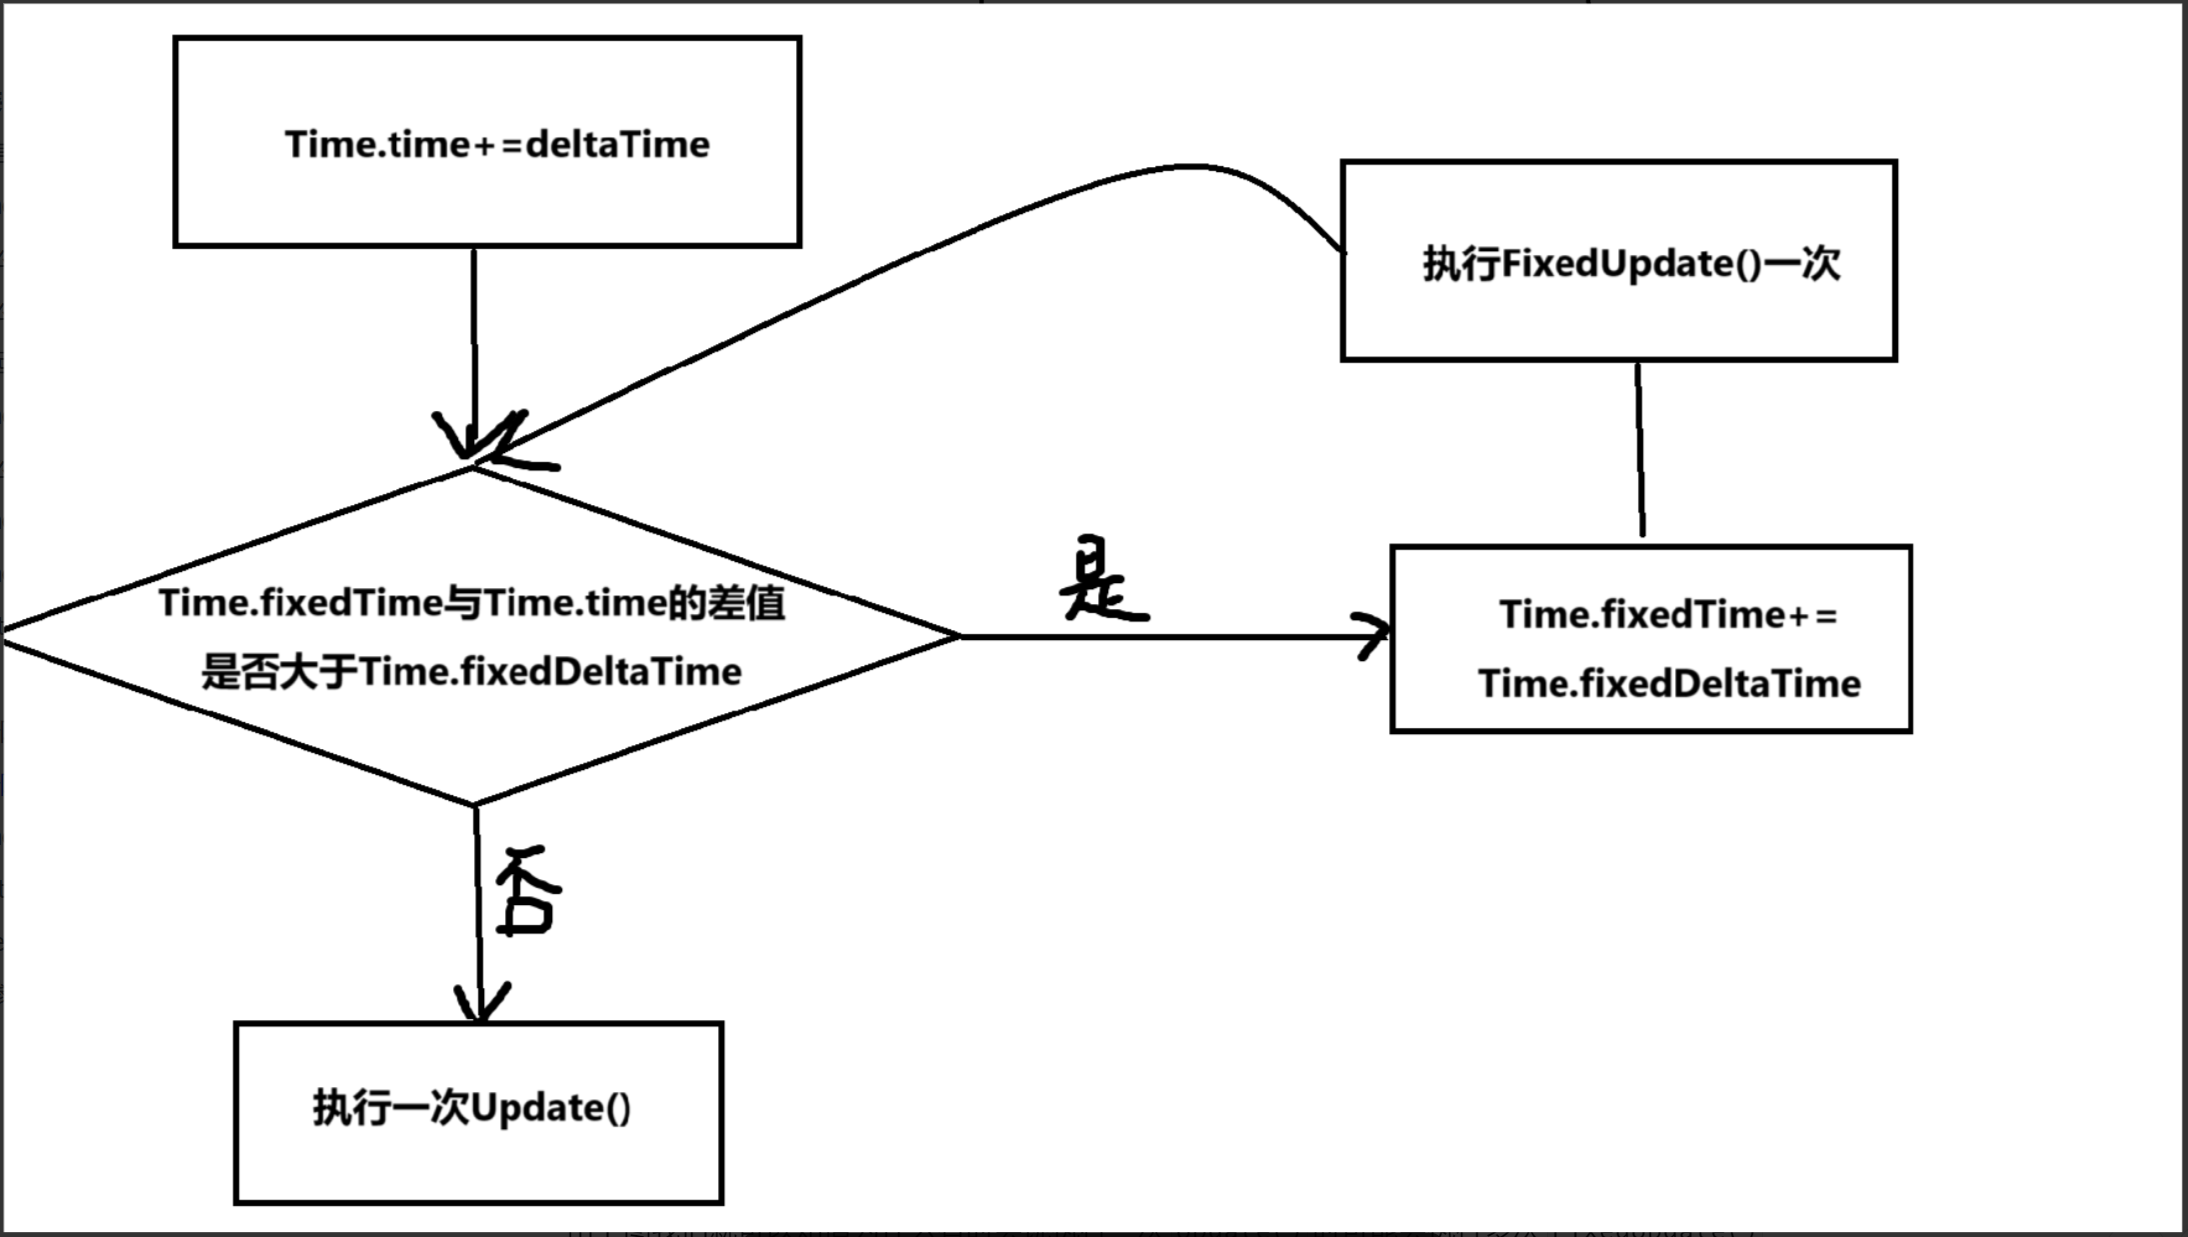 Time.time+=deltaTime
执行FixedUpdate()一次
是
Time.fixedTime与Time.time的差值
是否大于Time.fixedDeltaTime
Time.fixedTime+=
Time.fixedDeltaTime
否
执行一次Update()